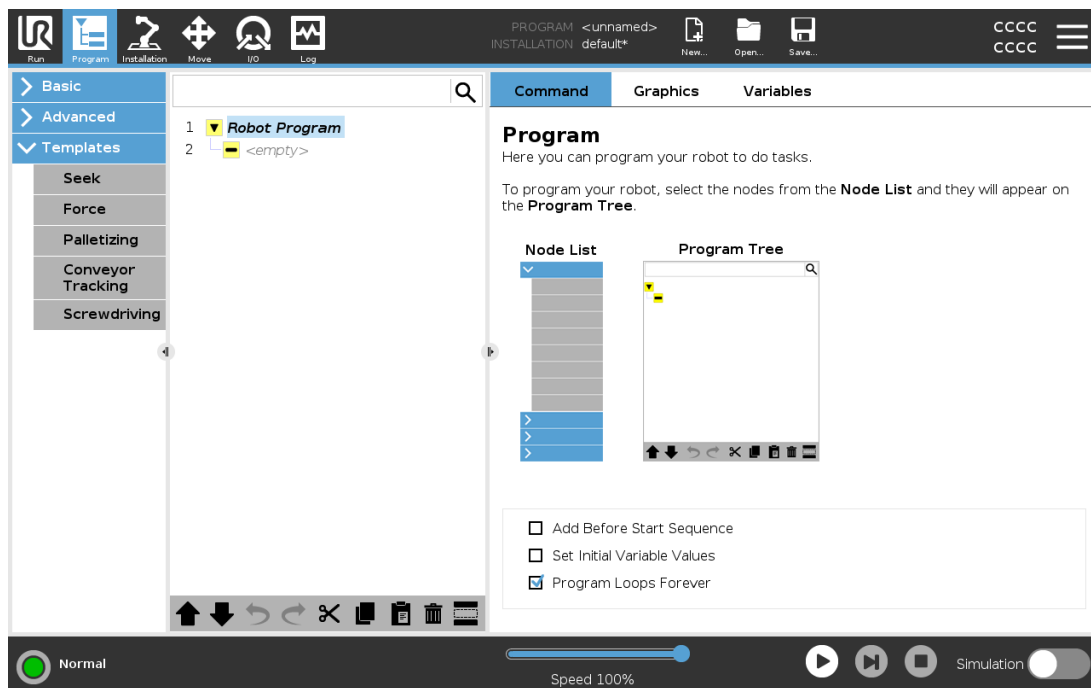 UR
PROGRAM <unnamed>
INSTALLATION default*
CCCC
CCCC
Run Program Installation Move I/O Log New... Open... Save...
Basic
Advanced
Templates
Seek
Force
Palletizing
Conveyor
Tracking
Screwdriving
1 Robot Program
2 <empty>
Command Graphics Variables
Program
Here you can program your robot to do tasks.
To program your robot, select the nodes from the Node List and they will appear on
the Program Tree.
Node List Program Tree
Add Before Start Sequence
Set Initial Variable Values
Program Loops Forever
Normal
Speed 100%
Simulation